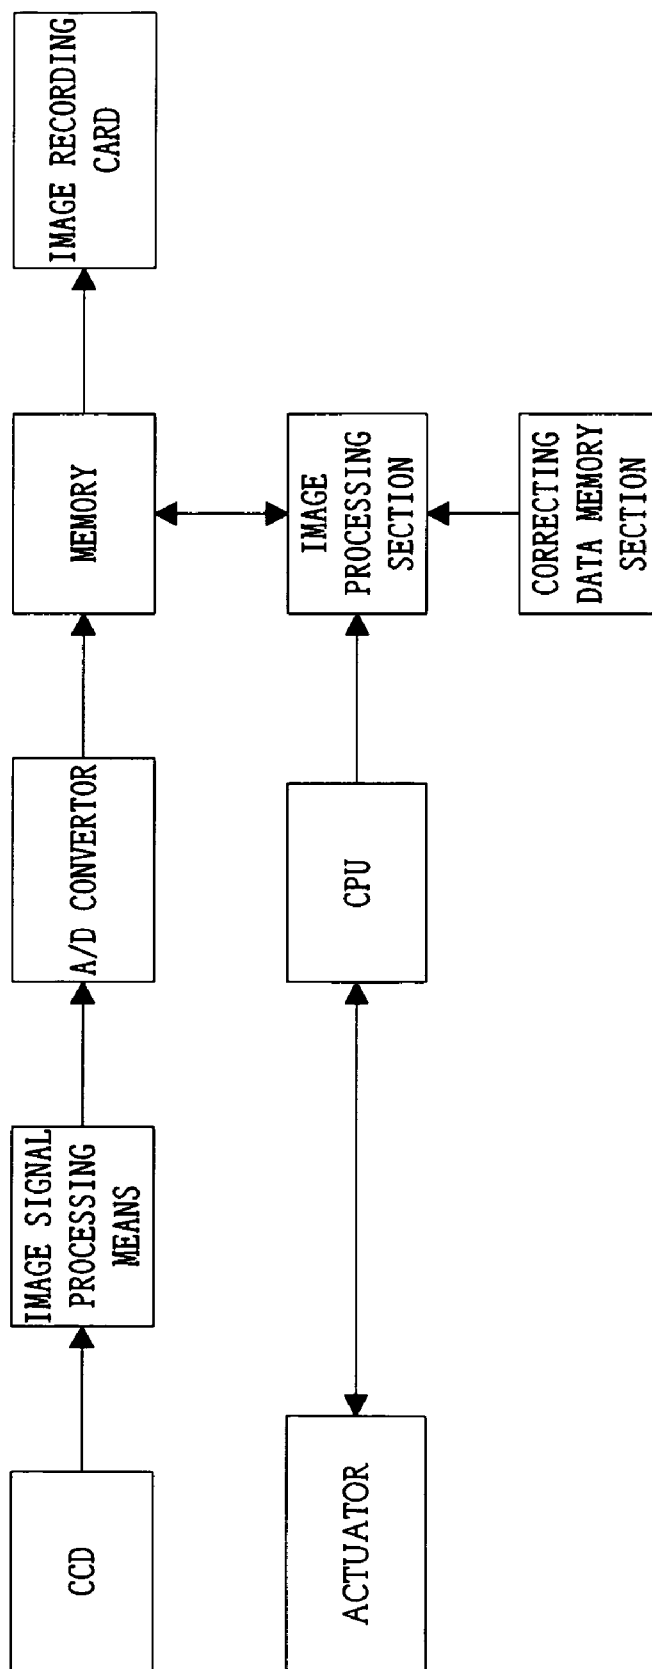 CCD
IMAGE SIGNAL
PROCESSING
MEANS
A/D CONVERTOR
MEMORY
IMAGE RECORDING
CARD
ACTUATOR
CPU
IMAGE
PROCESSING
SECTION
CORRECTING
DATA MEMORY
SECTION